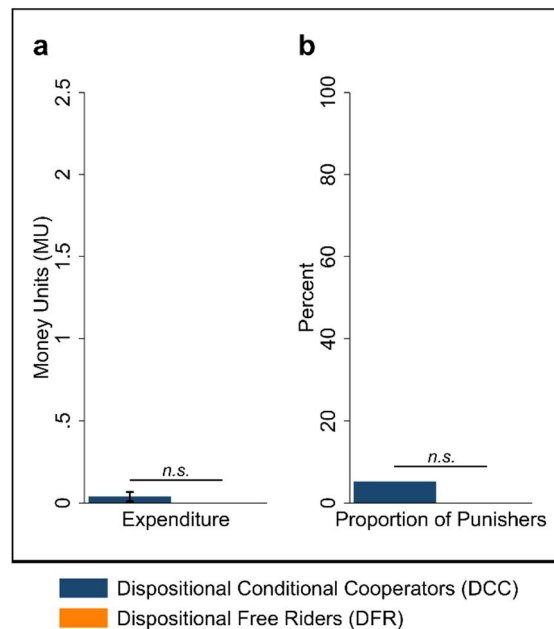 a
b
2.5
2
1.5
1
.5
0
Money Units (MU)
n.s.
Expenditure
100
80
60
40
20
0
Percent
n.s.
Proportion of Punishers
Dispositional Conditional Cooperators (DCC)
Dispositional Free Riders (DFR)